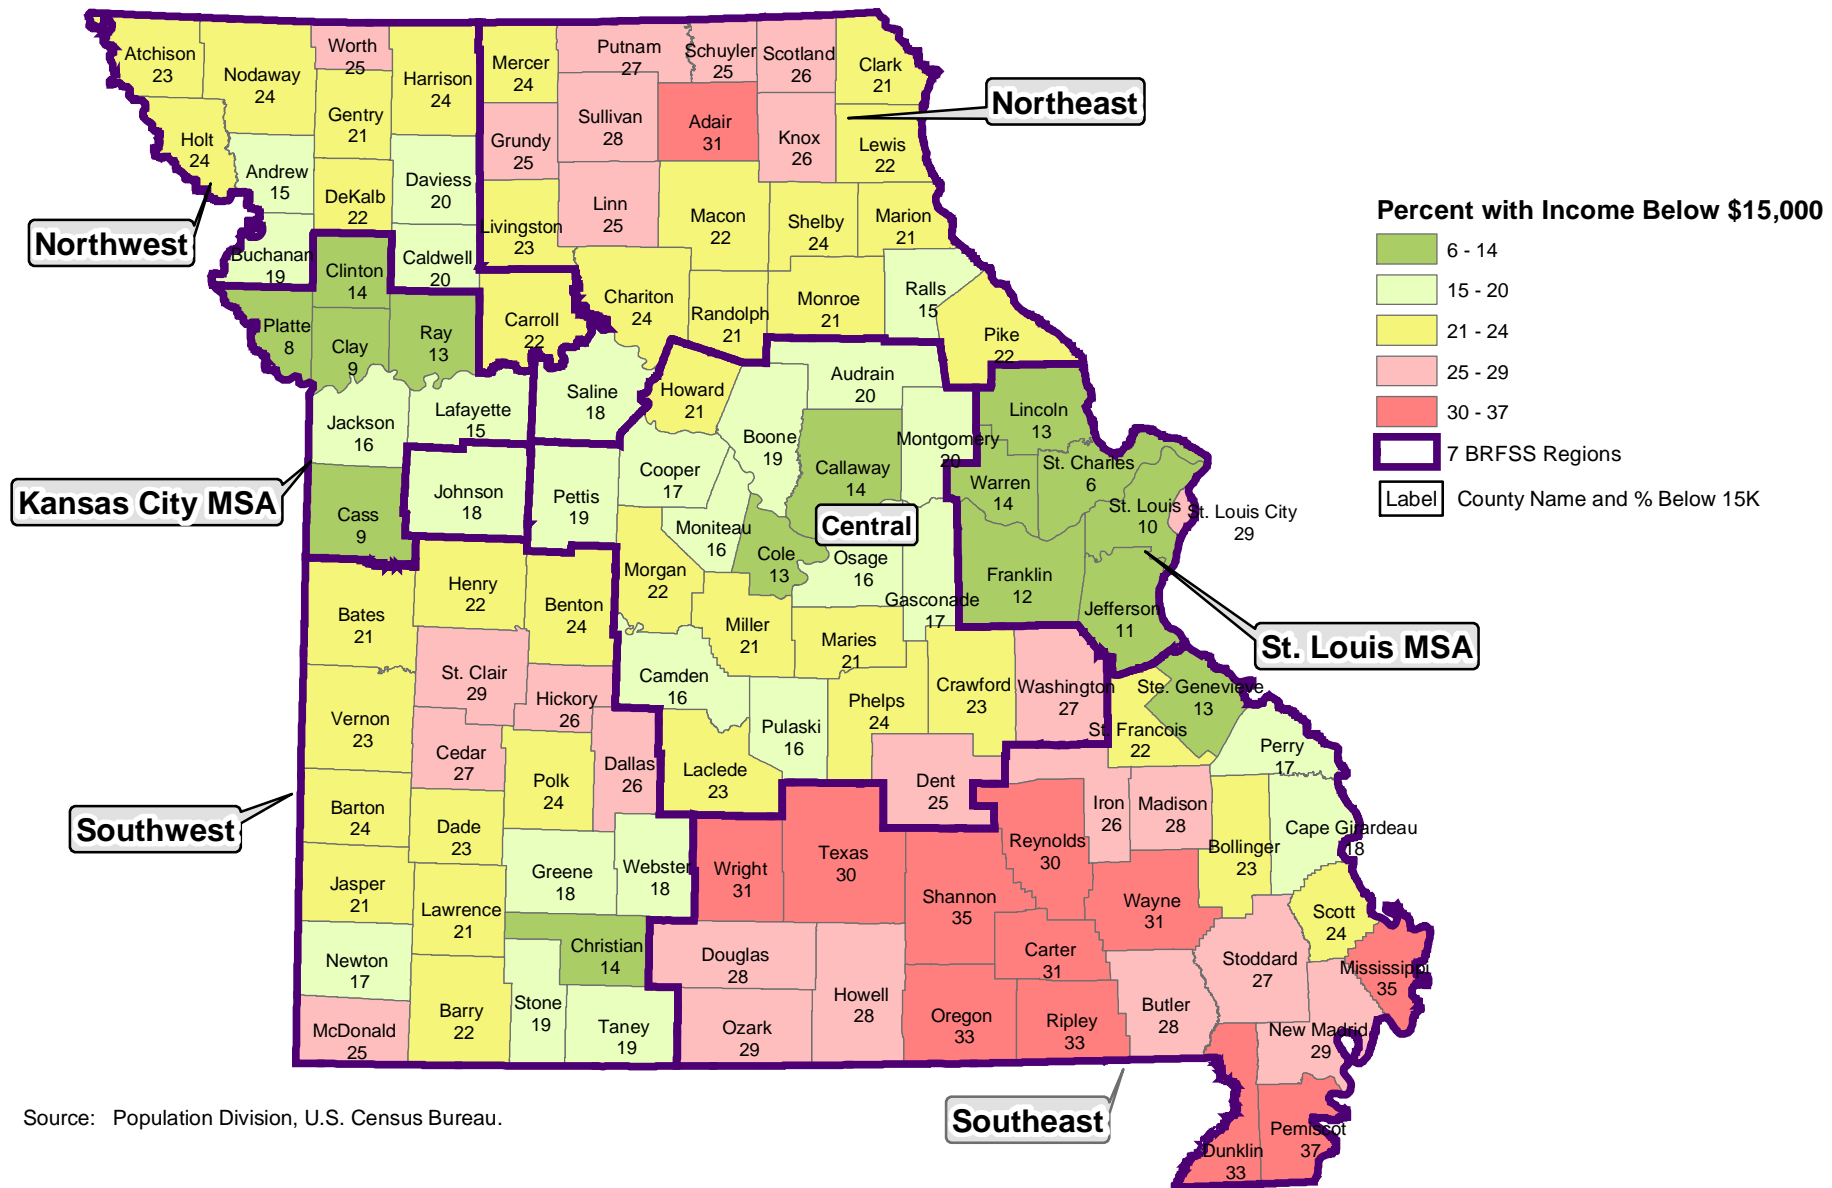 Atchison
23
Nodaway
24
Worth
25
Harrison
24
Mercer
24
Putnam
27
Schuyler
25
Scotland
26
Clark
21
Northeast
Holt
24
Andrew
15
Gentry
21
DeKalb
22
Daviess
20
Grundy
25
Sullivan
28
Adair
31
Knox
26
Lewis
22
Northwest
Buchanan
19
Clinton
14
Caldwell
20
Livingston
23
Linn
25
Macon
22
Shelby
24
Marion
21
Percent with Income Below $15,000
6 - 14
15 - 20
21 - 24
25 - 29
30 - 37
7 BRFSS Regions
Label
County Name and % Below 15K
Platte
8
Clay
9
Ray
13
Carroll
22
Chariton
24
Randolph
21
Monroe
21
Ralls
15
Pike
22
Jackson
16
Lafayette
15
Saline
18
Howard
21
Boone
19
Audrain
20
Callaway
14
Montgomery
20
Lincoln
13
Warren
14
St. Charles
6
St. Louis
10
St. Louis City
29
Kansas City MSA
Cass
9
Johnson
18
Pettis
19
Cooper
17
Moniteau
16
Cole
13
Central
Osage
16
Gasconade
17
Franklin
12
Jefferson
11
St. Louis MSA
Bates
21
Henry
22
Benton
24
Morgan
22
Miller
21
Maries
21
Camden
16
Pulaski
16
Phelps
24
Crawford
23
Washington
27
Ste. Genevieve
13
St. Francois
22
Perry
17
Vernon
23
St. Clair
29
Hickory
26
Cedar
27
Polk
24
Dallas
26
Laclede
23
Dent
25
Iron
26
Madison
28
Bollinger
23
Cape Girardeau
18
Southwest
Barton
24
Dade
23
Greene
18
Webster
18
Wright
31
Texas
30
Shannon
35
Reynolds
30
Wayne
31
Scott
24
Jasper
21
Lawrence
21
Christian
14
Douglas
28
Howell
28
Carter
31
Stoddard
27
Mississippi
35
Newton
17
McDonald
25
Barry
22
Stone
19
Taney
19
Ozark
29
Oregon
33
Ripley
33
Butler
28
New Madrid
29
Southeast
Dunklin
33
Pemiscot
37
Source: Population Division, U.S. Census Bureau.